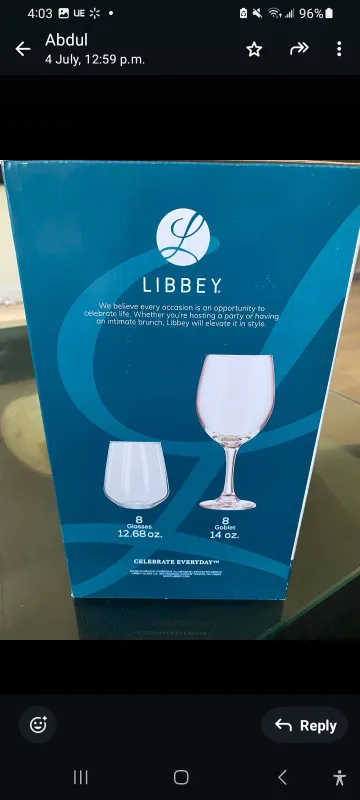 4:03 UE
96%
Abdul
4 July, 12:59 p.m.
LIBBEY
We believe every occasion is an opportunity to
celebrate life. Whether you're hosting a party or having
an intimate brunch, Libbey will elevate it in style.
8
Glasses
12.68 oz.
8
Goblet
14 oz.
CELEBRATE EVERYDAY™
Reply